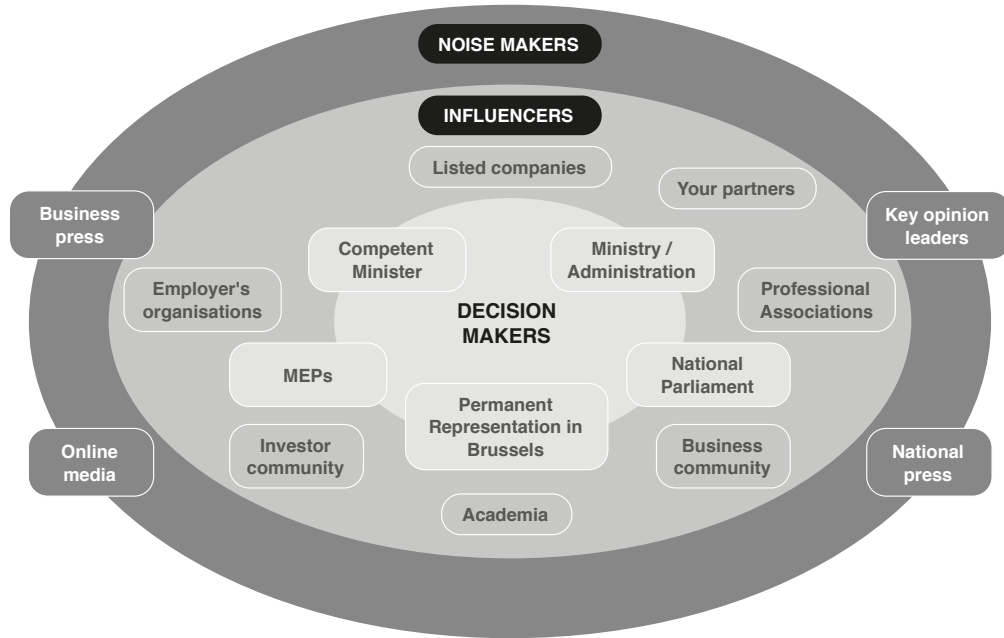 NOISE MAKERS
INFLUENCERS
Listed companies
Your partners
Business
press
Key opinion
leaders
Competent
Minister
Ministry /
Administration
Employer's
organisations
Professional
Associations
DECISION
MAKERS
MEPs
National
Parliament
Permanent
Representation in
Brussels
Online
media
Investor
community
Business
community
National
press
Academia